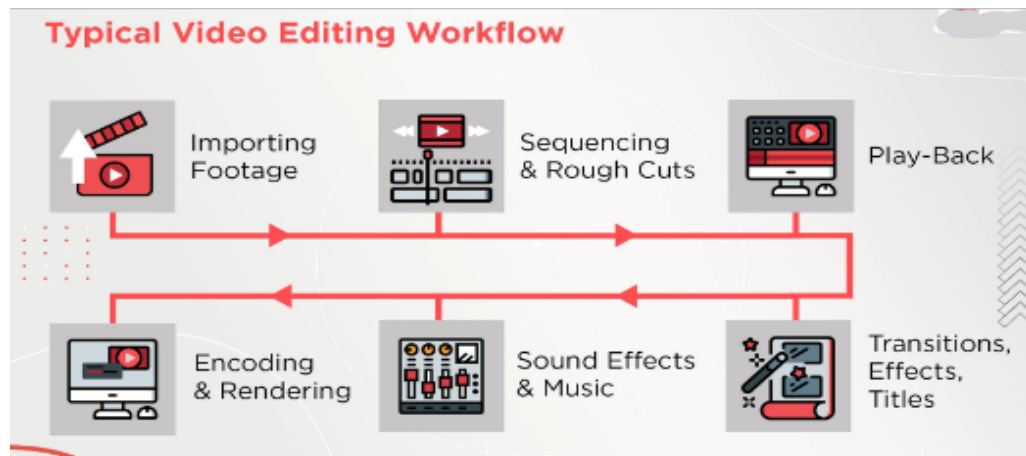 Typical Video Editing Workflow
Importing
Footage
Sequencing
& Rough Cuts
Play-Back
Transitions,
Effects,
Titles
Sound Effects
& Music
Encoding
& Rendering